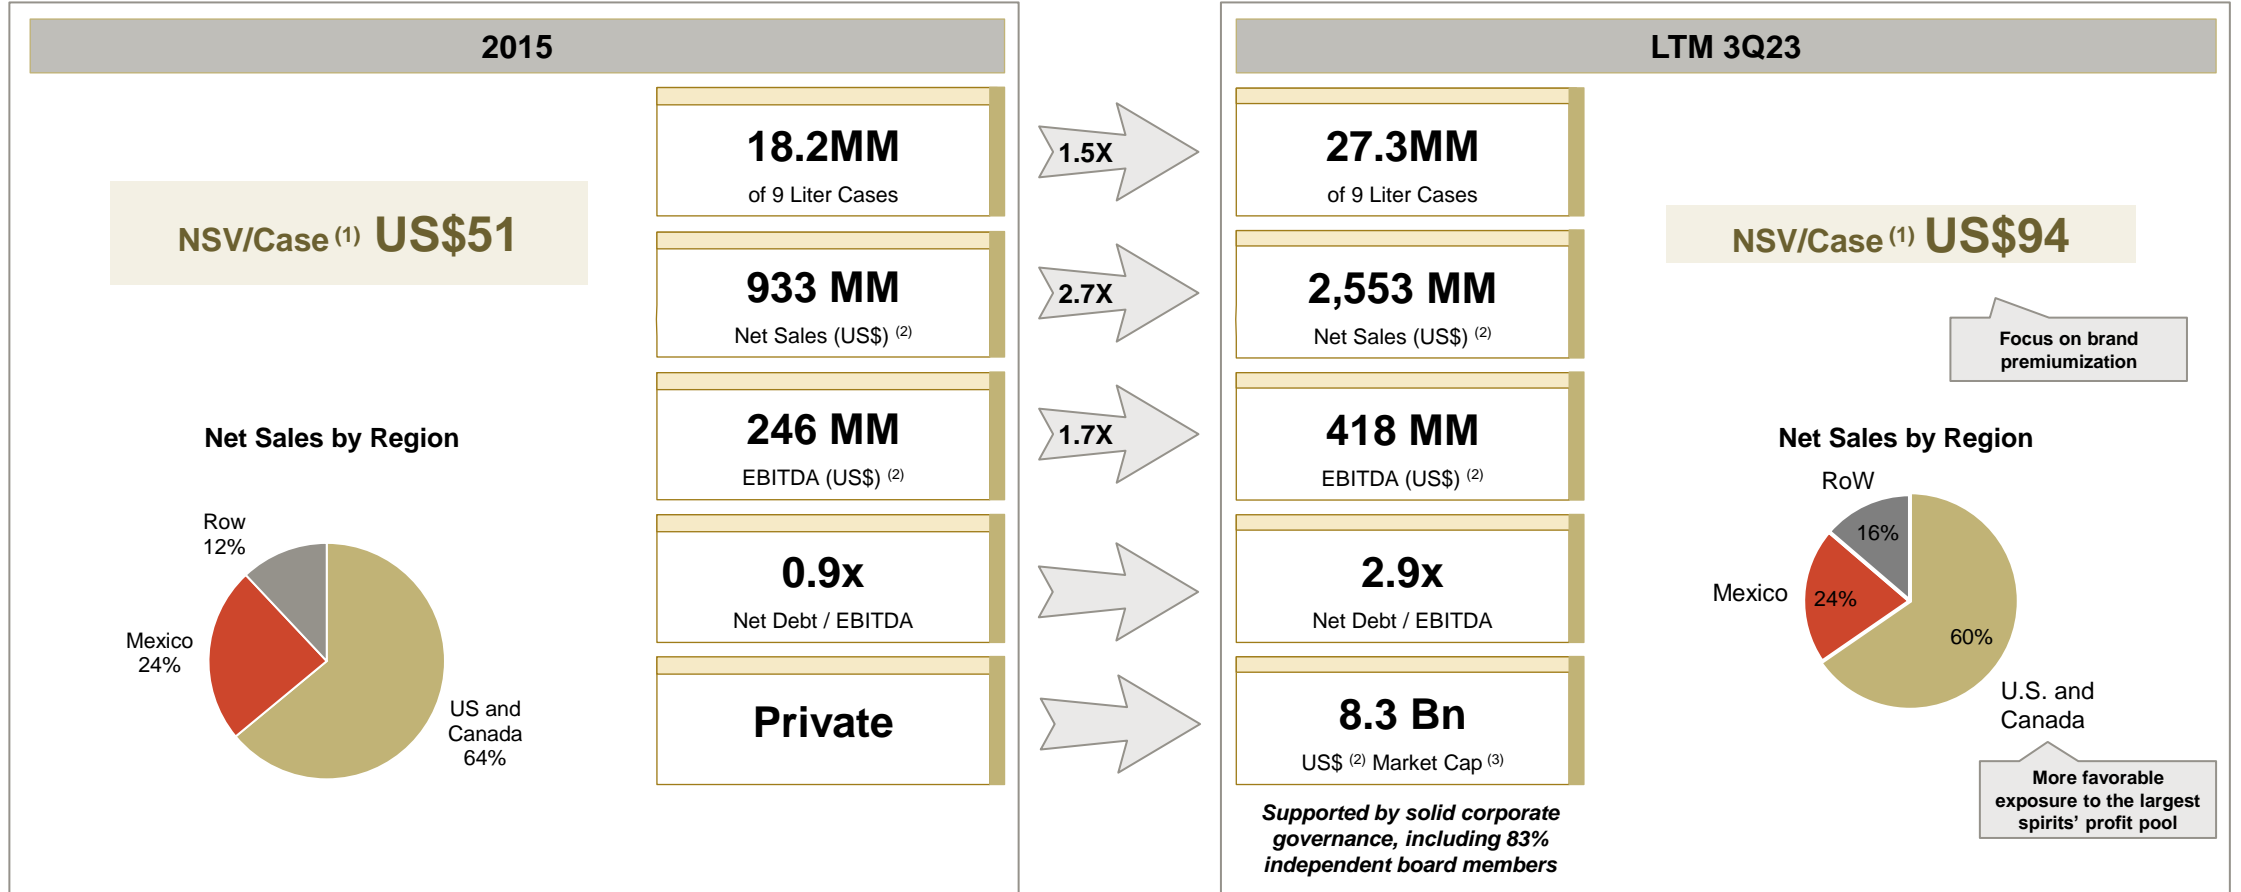 2015
NSV/Case (1) US$51
18.2MM
of 9 Liter Cases
933 MM
Net Sales (US$) (2)
246 MM
EBITDA (US$) (2)
0.9x
Net Debt / EBITDA
Private
Net Sales by Region
Row
12%
Mexico
24%
US and
Canada
64%
1.5X
2.7X
1.7X
LTM 3Q23
27.3MM
of 9 Liter Cases
2,553 MM
Net Sales (US$) (2)
418 MM
EBITDA (US$) (2)
2.9x
Net Debt / EBITDA
8.3 Bn
US$ (2) Market Cap (3)
Supported by solid corporate
governance, including 83%
independent board members
NSV/Case (1) US$94
Focus on brand
premiumization
Net Sales by Region
RoW
16%
Mexico
24%
60%
U.S. and
Canada
More favorable
exposure to the largest
spirits' profit pool